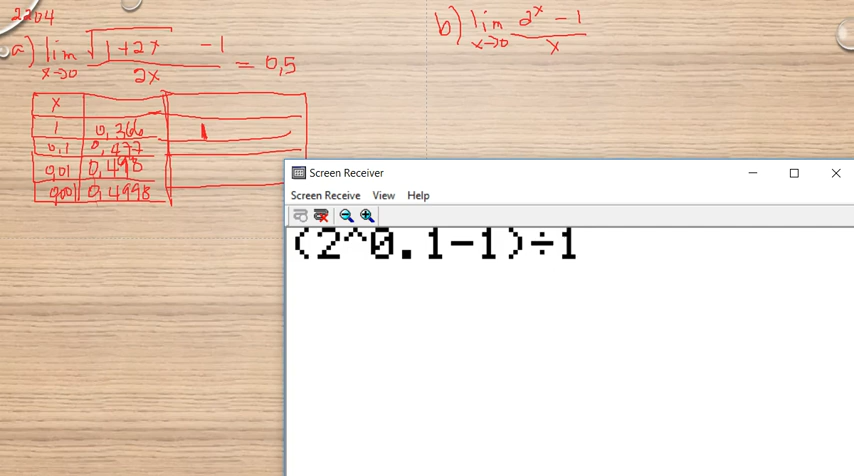 2204
a) lim x→0 (√(1+2x) - 1)/(2x) = 0,5
x
1 0,366 1
0,1 0,477
0,01 0,498
0,001 0,4998
b) lim x→0 (2^x - 1)/x
Screen Receiver
Screen Receive View Help
(2^0.1-1)÷1